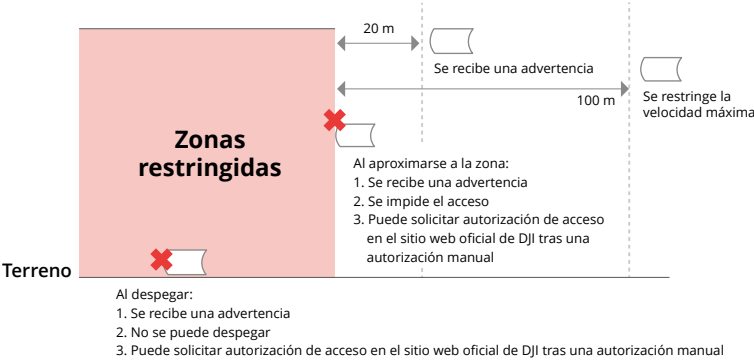 20 m
Se recibe una advertencia
100 m
Se restringe la
velocidad máxima
Zonas
restringidas
Al aproximarse a la zona:
1. Se recibe una advertencia
2. Se impide el acceso
3. Puede solicitar autorización de acceso
en el sitio web oficial de DJI tras una
autorización manual
Terreno
Al despegar:
1. Se recibe una advertencia
2. No se puede despegar
3. Puede solicitar autorización de acceso en el sitio web oficial de DJI tras una autorización manual